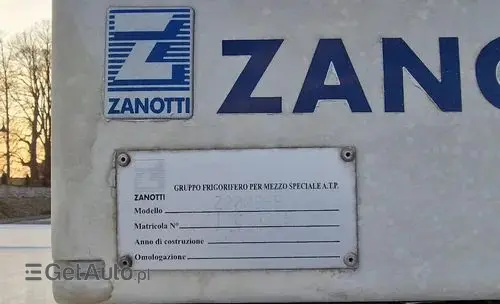 ZANOTTI
ZANO
ZANOTTI
GRUPPO FRIGORIFERO PER MEZZO SPECIALE A.T.P.
Modello
Matricola N°
Anno di costruzione
Omologazione
GetAuto.pl